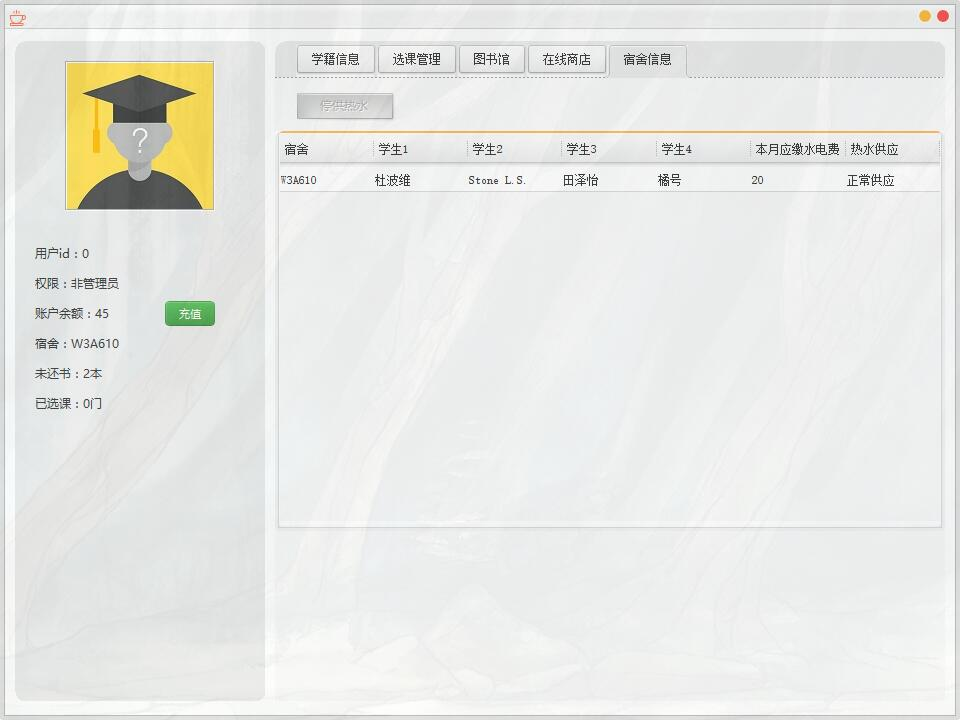 学籍信息 选课管理 图书馆 在线商店 宿舍信息
停供热水
宿舍 学生1 学生2 学生3 学生4 本月应缴水电费 热水供应
W3A610 杜波维 Stone L.S. 田泽怡 橘号 20 正常供应
?
用户id：0
权限：非管理员
账户余额：45 充值
宿舍：W3A610
未还书：2本
已选课：0门